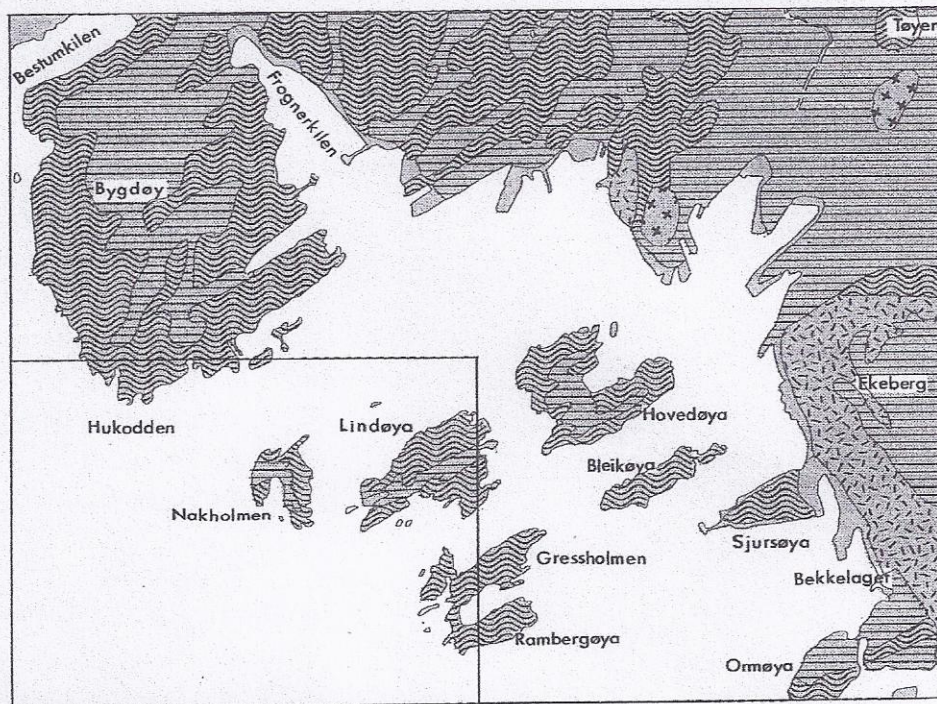 Bestumkilen
Tøyen
Frognerkilen
Bygdøy
Ekeberg
Hukodden
Lindøya
Hovedøya
Bleikøya
Nakholmen
Sjursøya
Gressholmen
Bekkelaget
Rambergøya
Ormøya